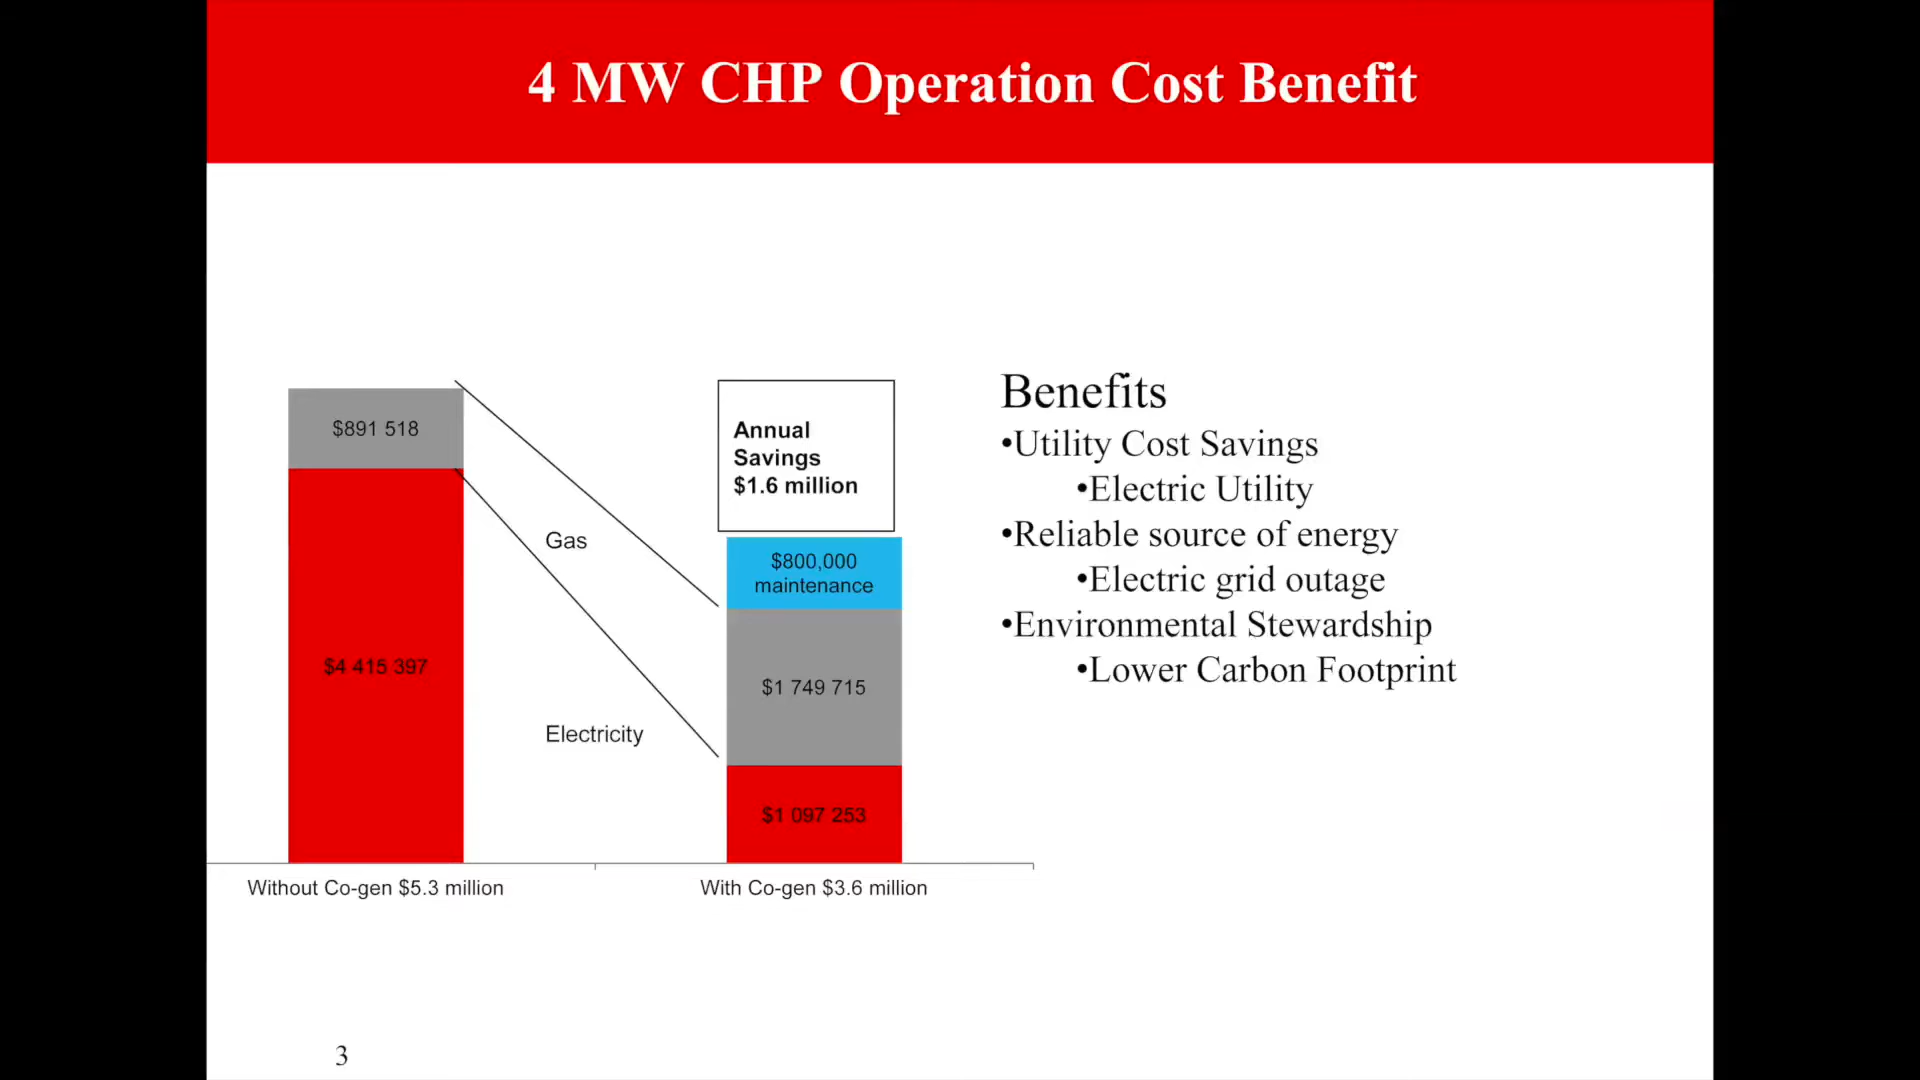 4 MW CHP Operation Cost Benefit
$891 518
$4 415 397
Gas
Electricity
Annual
Savings
$1.6 million
$800,000
maintenance
$1 749 715
$1 097 253
Without Co-gen $5.3 million
With Co-gen $3.6 million
Benefits
•Utility Cost Savings
•Electric Utility
•Reliable source of energy
•Electric grid outage
•Environmental Stewardship
•Lower Carbon Footprint
3